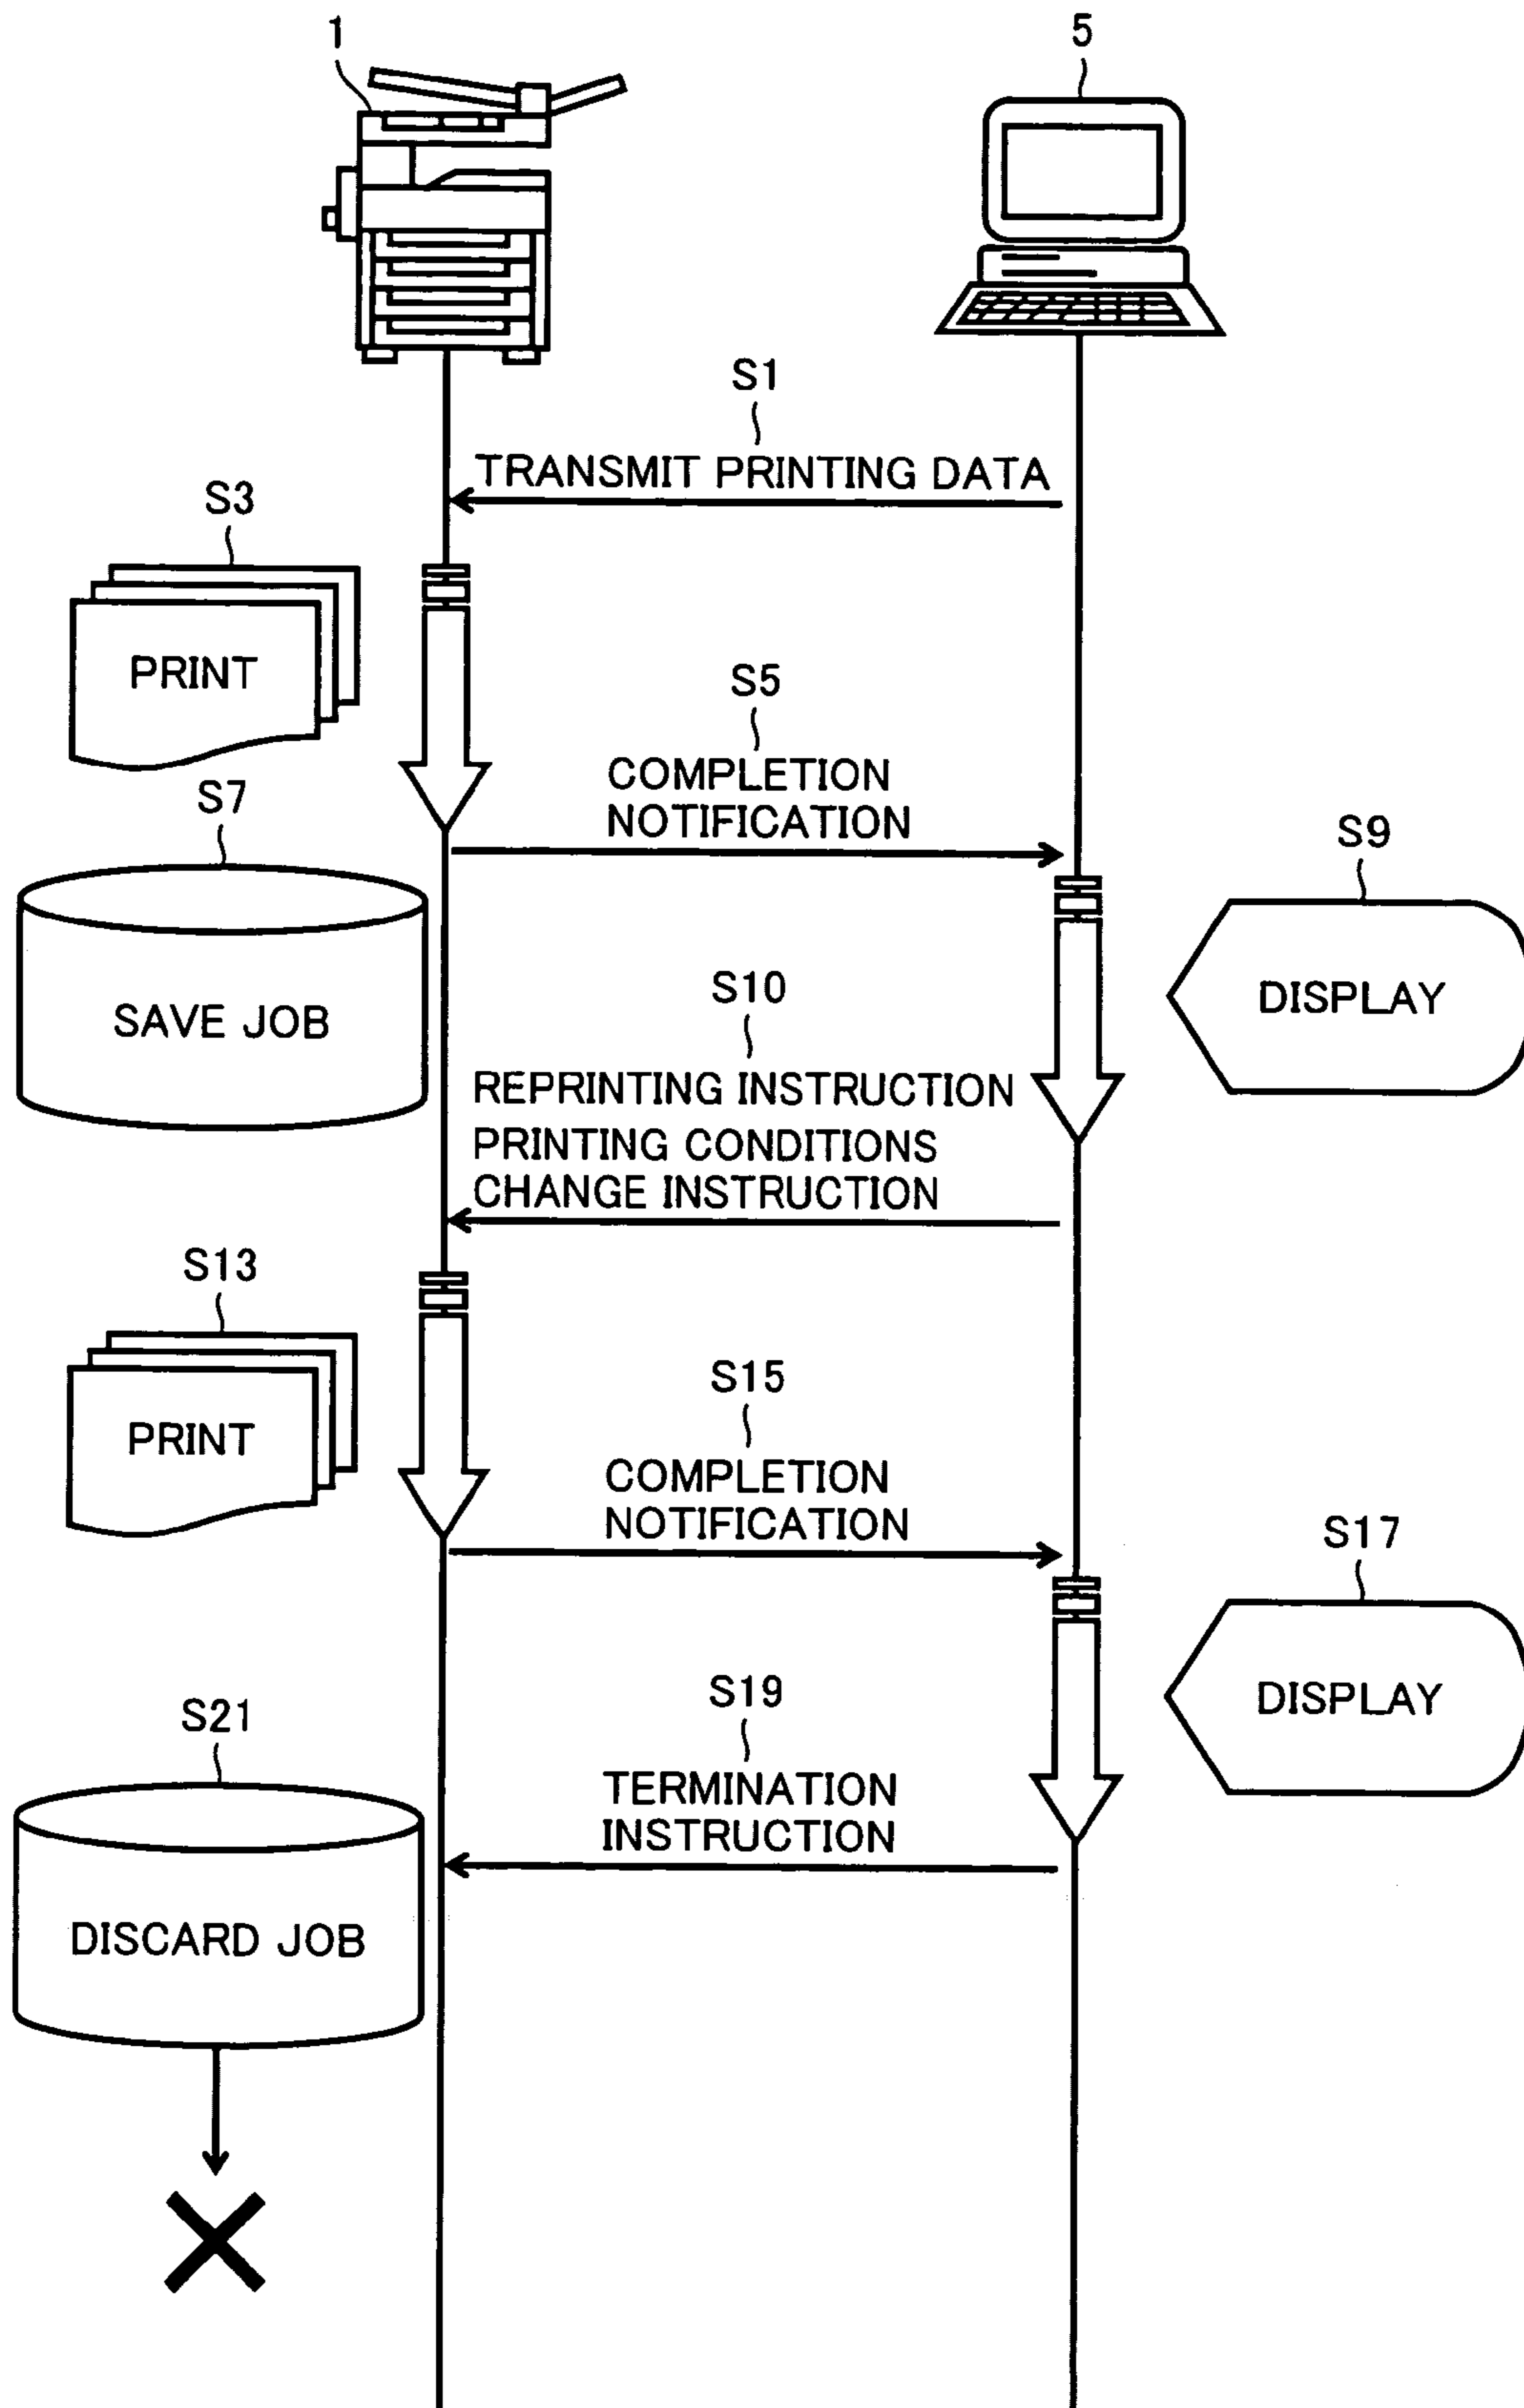 1
5
S1
TRANSMIT PRINTING DATA
S3
PRINT
S5
COMPLETION
NOTIFICATION
S7
SAVE JOB
S9
DISPLAY
S10
REPRINTING INSTRUCTION
PRINTING CONDITIONS
CHANGE INSTRUCTION
S13
PRINT
S15
COMPLETION
NOTIFICATION
S17
DISPLAY
S19
TERMINATION
INSTRUCTION
S21
DISCARD JOB